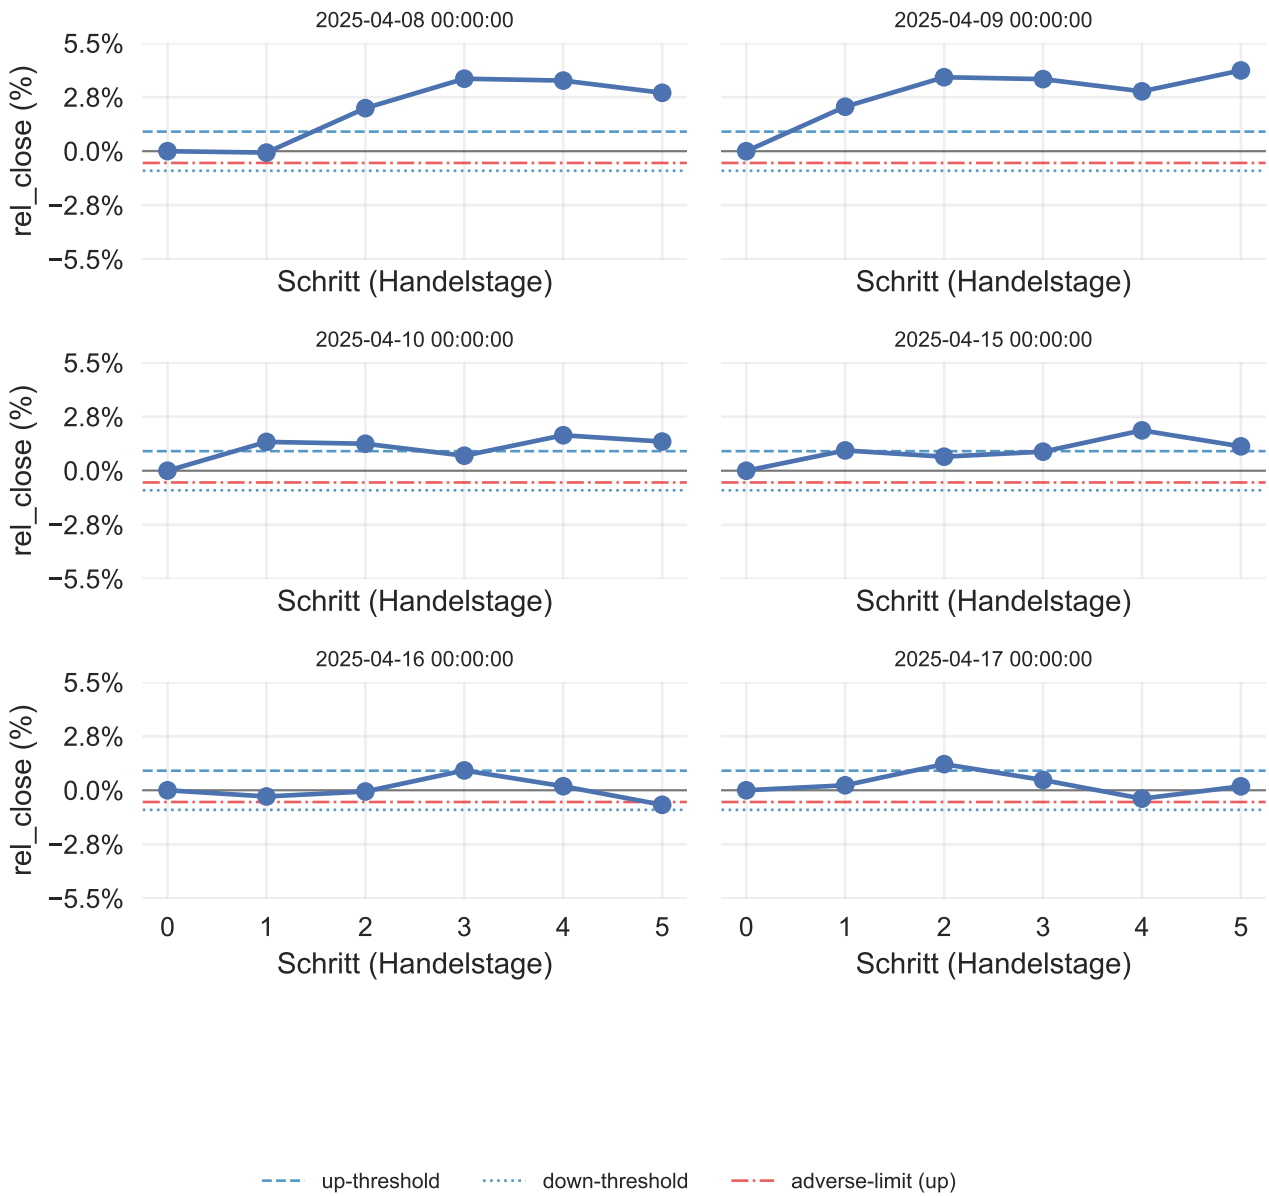 2025-04-08 00:00:00
2025-04-09 00:00:00
5.5%
2.8%
0.0%
−2.8%
−5.5%
rel_close (%)
Schritt (Handelstage)
Schritt (Handelstage)
2025-04-10 00:00:00
2025-04-15 00:00:00
5.5%
2.8%
0.0%
−2.8%
−5.5%
rel_close (%)
Schritt (Handelstage)
Schritt (Handelstage)
2025-04-16 00:00:00
2025-04-17 00:00:00
5.5%
2.8%
0.0%
−2.8%
−5.5%
rel_close (%)
0 1 2 3 4 5
0 1 2 3 4 5
Schritt (Handelstage)
Schritt (Handelstage)
up-threshold down-threshold adverse-limit (up)